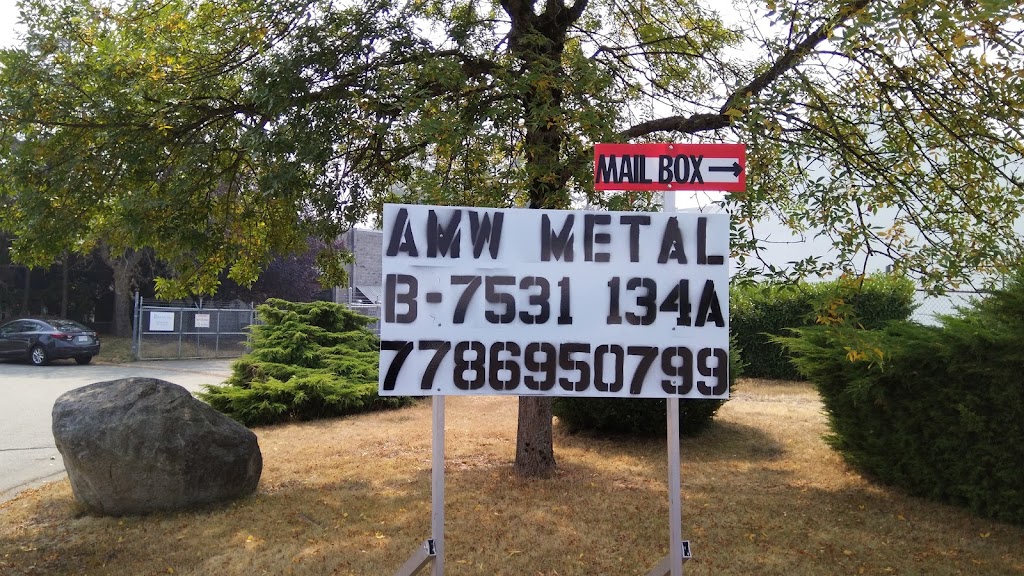 MAIL BOX →
AMW METAL
B-7531 134A
7786950799